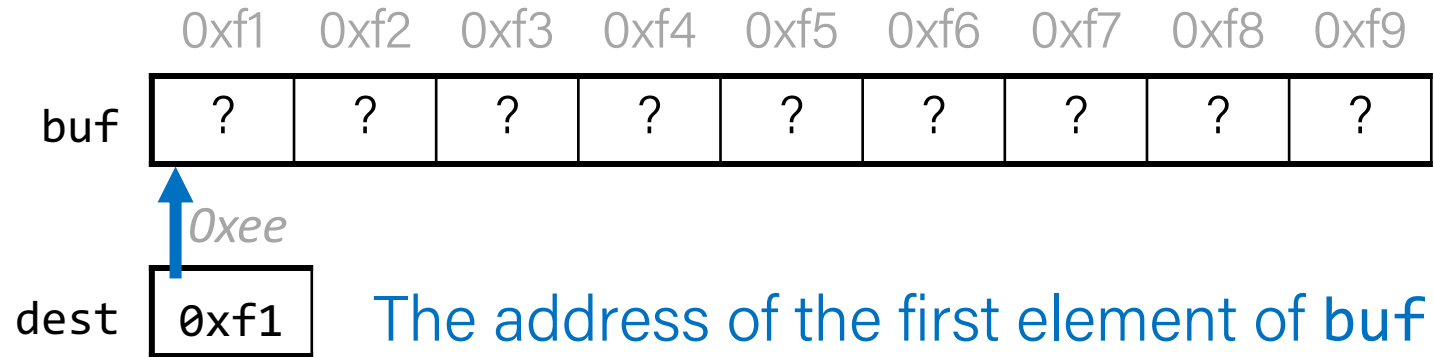 0xf1 0xf2 0xf3 0xf4 0xf5 0xf6 0xf7 0xf8 0xf9
buf ? ? ? ? ? ? ? ? ?
0xee
dest 0xf1 The address of the first element of buf